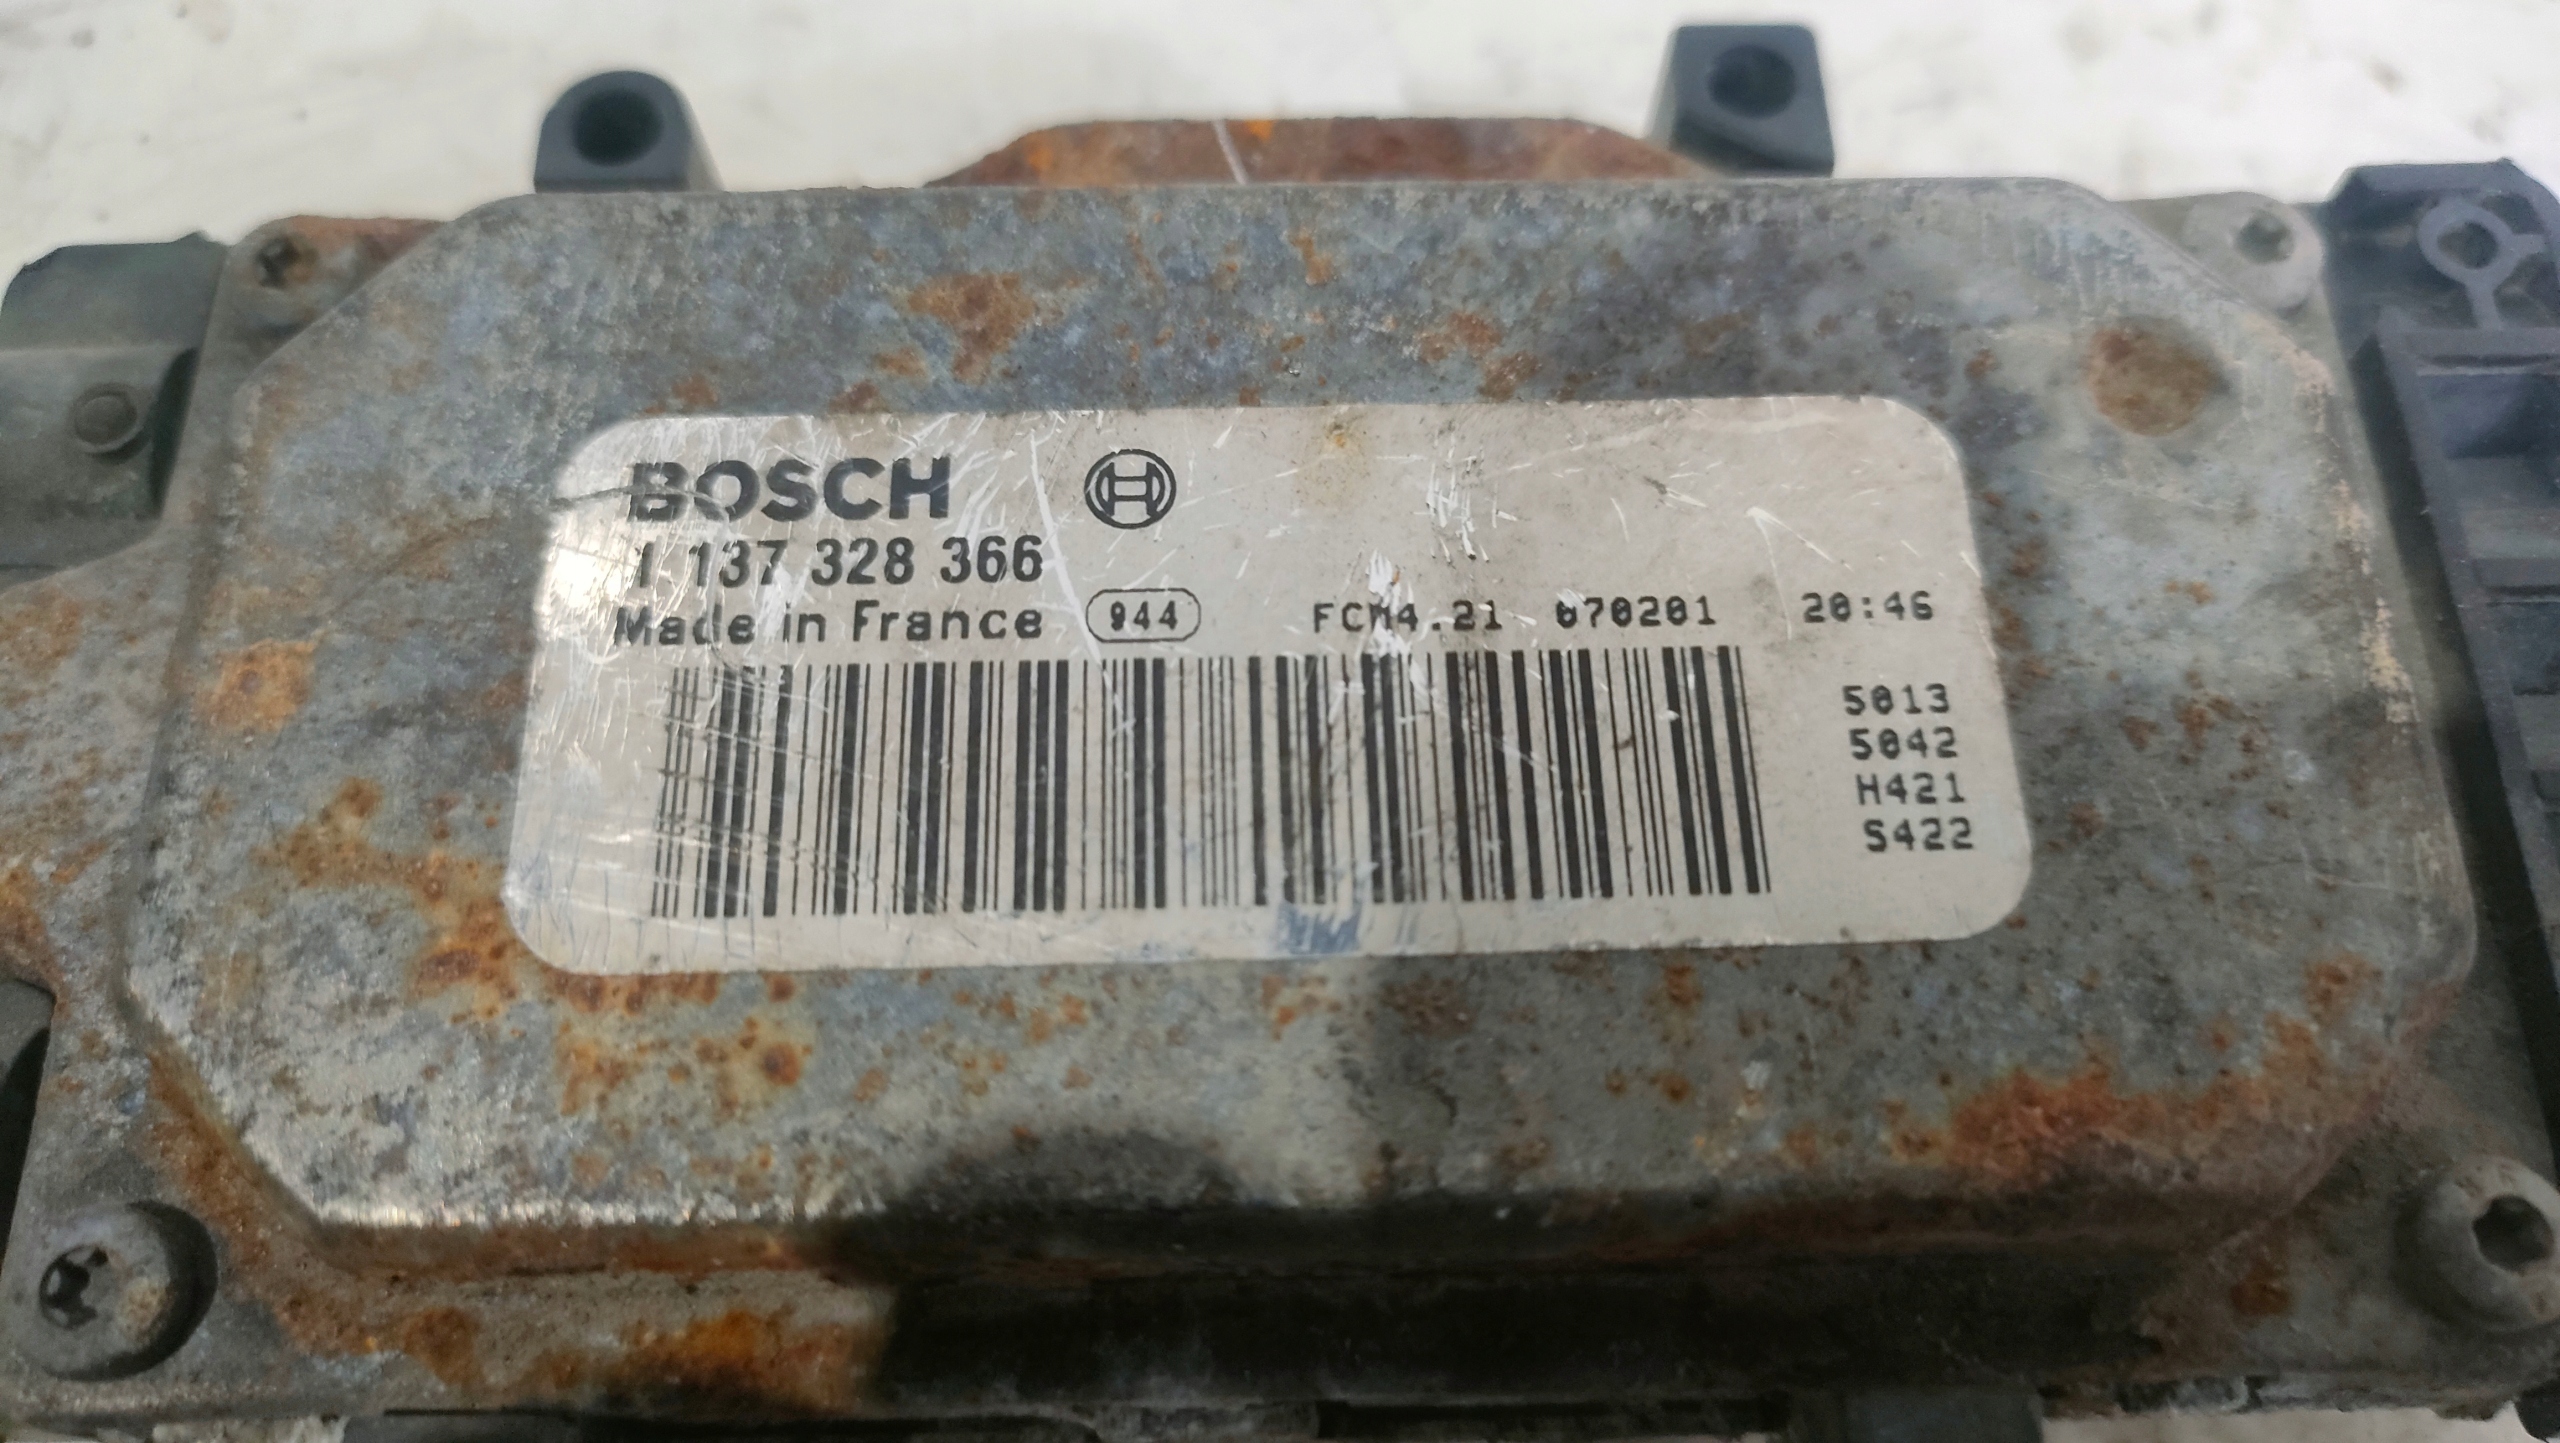 BOSCH
1 137 328 366
Made in France 944 FCM4.21 070201 20:46
5013
5042
H421
S422